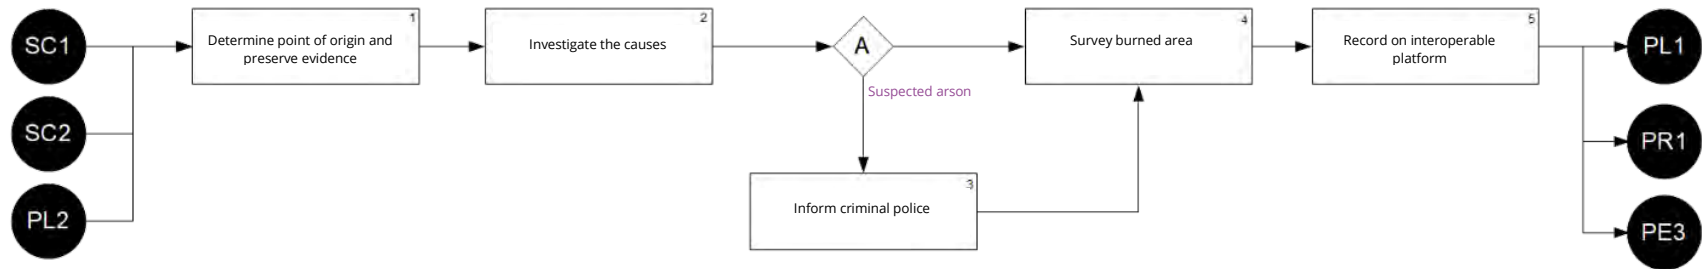 SC1
SC2
PL2
1
Determine point of origin and
preserve evidence
2
Investigate the causes
A
Suspected arson
3
Inform criminal police
4
Survey burned area
5
Record on interoperable
platform
PL1
PR1
PE3